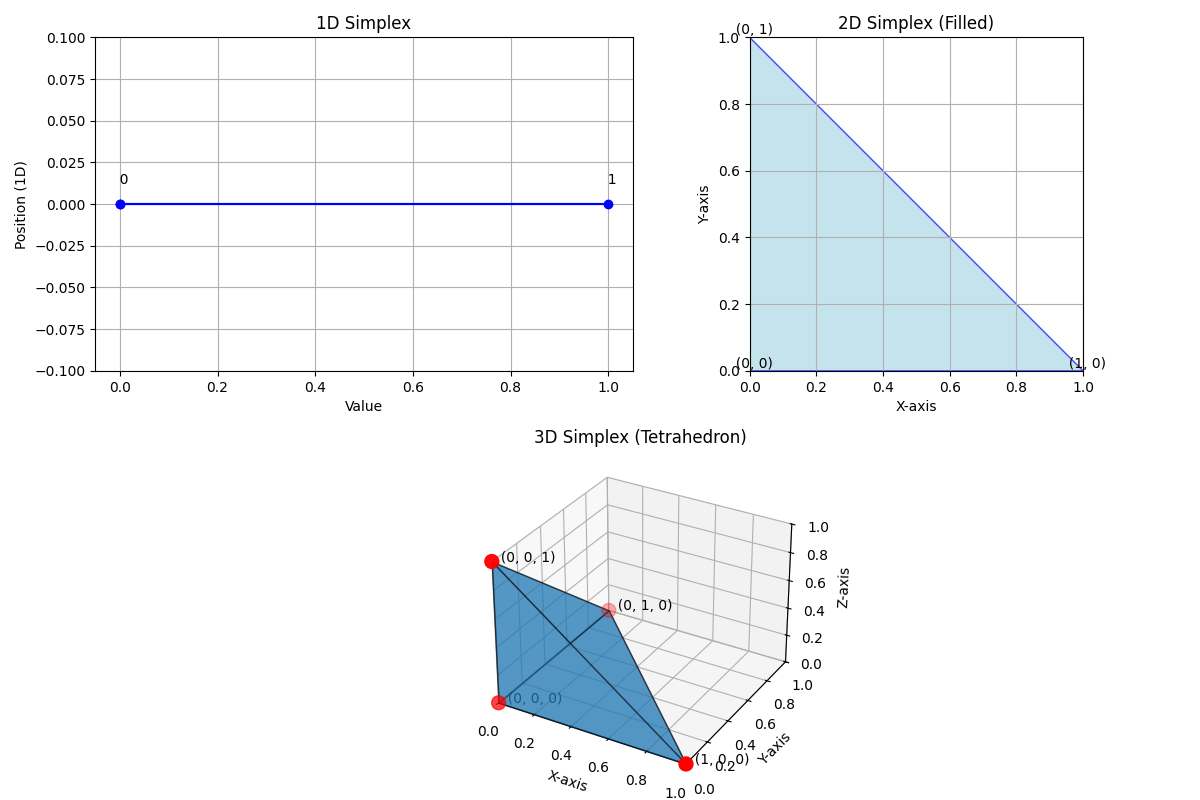 1D Simplex
0.100
0.075
0.050
0.025
0.000
−0.025
−0.050
−0.075
−0.100
Position (1D)
0
1
0.0 0.2 0.4 0.6 0.8 1.0
Value
2D Simplex (Filled)
(0, 1)
1.0
0.8
0.6
0.4
0.2
0.0
Y-axis
(0, 0)
(1, 0)
0.0 0.2 0.4 0.6 0.8 1.0
X-axis
3D Simplex (Tetrahedron)
(0, 0, 1)
(0, 1, 0)
(0, 0, 0)
(1, 0, 0)
1.0
0.8
0.6
0.4
0.2
0.0
Z-axis
1.0
0.8
0.6
0.4
0.2
0.0
Y-axis
0.0
0.2
0.4
0.6
0.8
1.0
X-axis